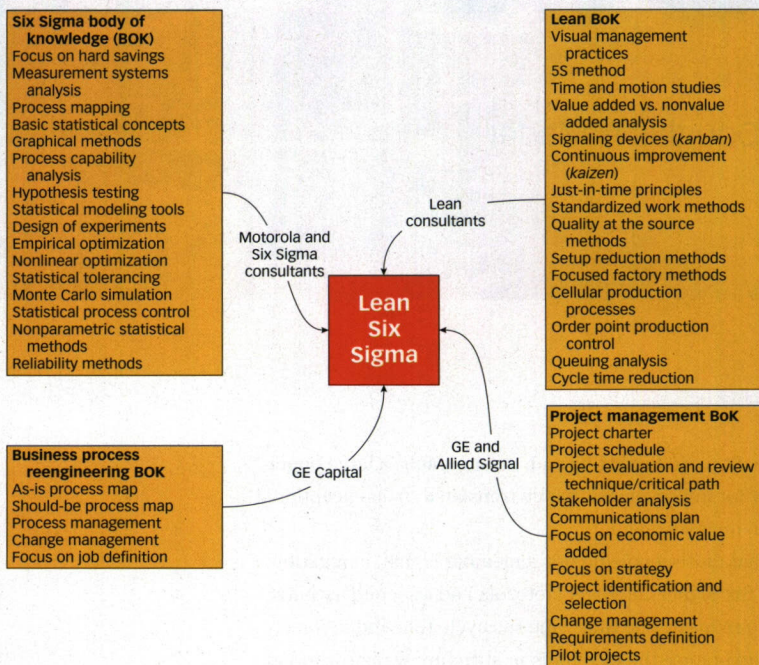 Six Sigma body of
knowledge (BOK)
Focus on hard savings
Measurement systems
analysis
Process mapping
Basic statistical concepts
Graphical methods
Process capability
analysis
Hypothesis testing
Statistical modeling tools
Design of experiments
Empirical optimization
Nonlinear optimization
Statistical tolerancing
Monte Carlo simulation
Statistical process control
Nonparametric statistical
methods
Reliability methods
Lean BoK
Visual management
practices
5S method
Time and motion studies
Value added vs. nonvalue
added analysis
Signaling devices (kanban)
Continuous improvement
(kaizen)
Just-in-time principles
Standardized work methods
Quality at the source
methods
Setup reduction methods
Focused factory methods
Cellular production
processes
Order point production
control
Queuing analysis
Cycle time reduction
Motorola and
Six Sigma
consultants
Lean
consultants
Lean
Six
Sigma
Business process
reengineering BOK
As-is process map
Should-be process map
Process management
Change management
Focus on job definition
GE Capital
GE and
Allied Signal
Project management BoK
Project charter
Project schedule
Project evaluation and review
technique/critical path
Stakeholder analysis
Communications plan
Focus on economic value
added
Focus on strategy
Project identification and
selection
Change management
Requirements definition
Pilot projects